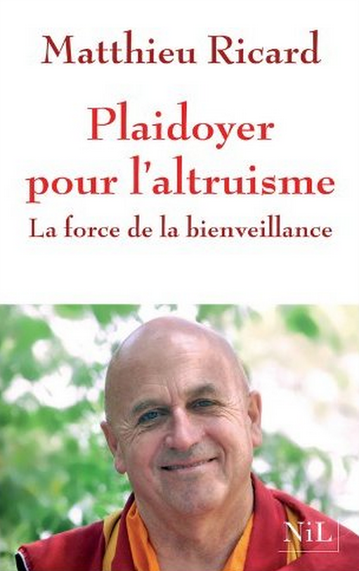 Matthieu Ricard
Plaidoyer
pour l'altruisme
La force de la bienveillance
NiL